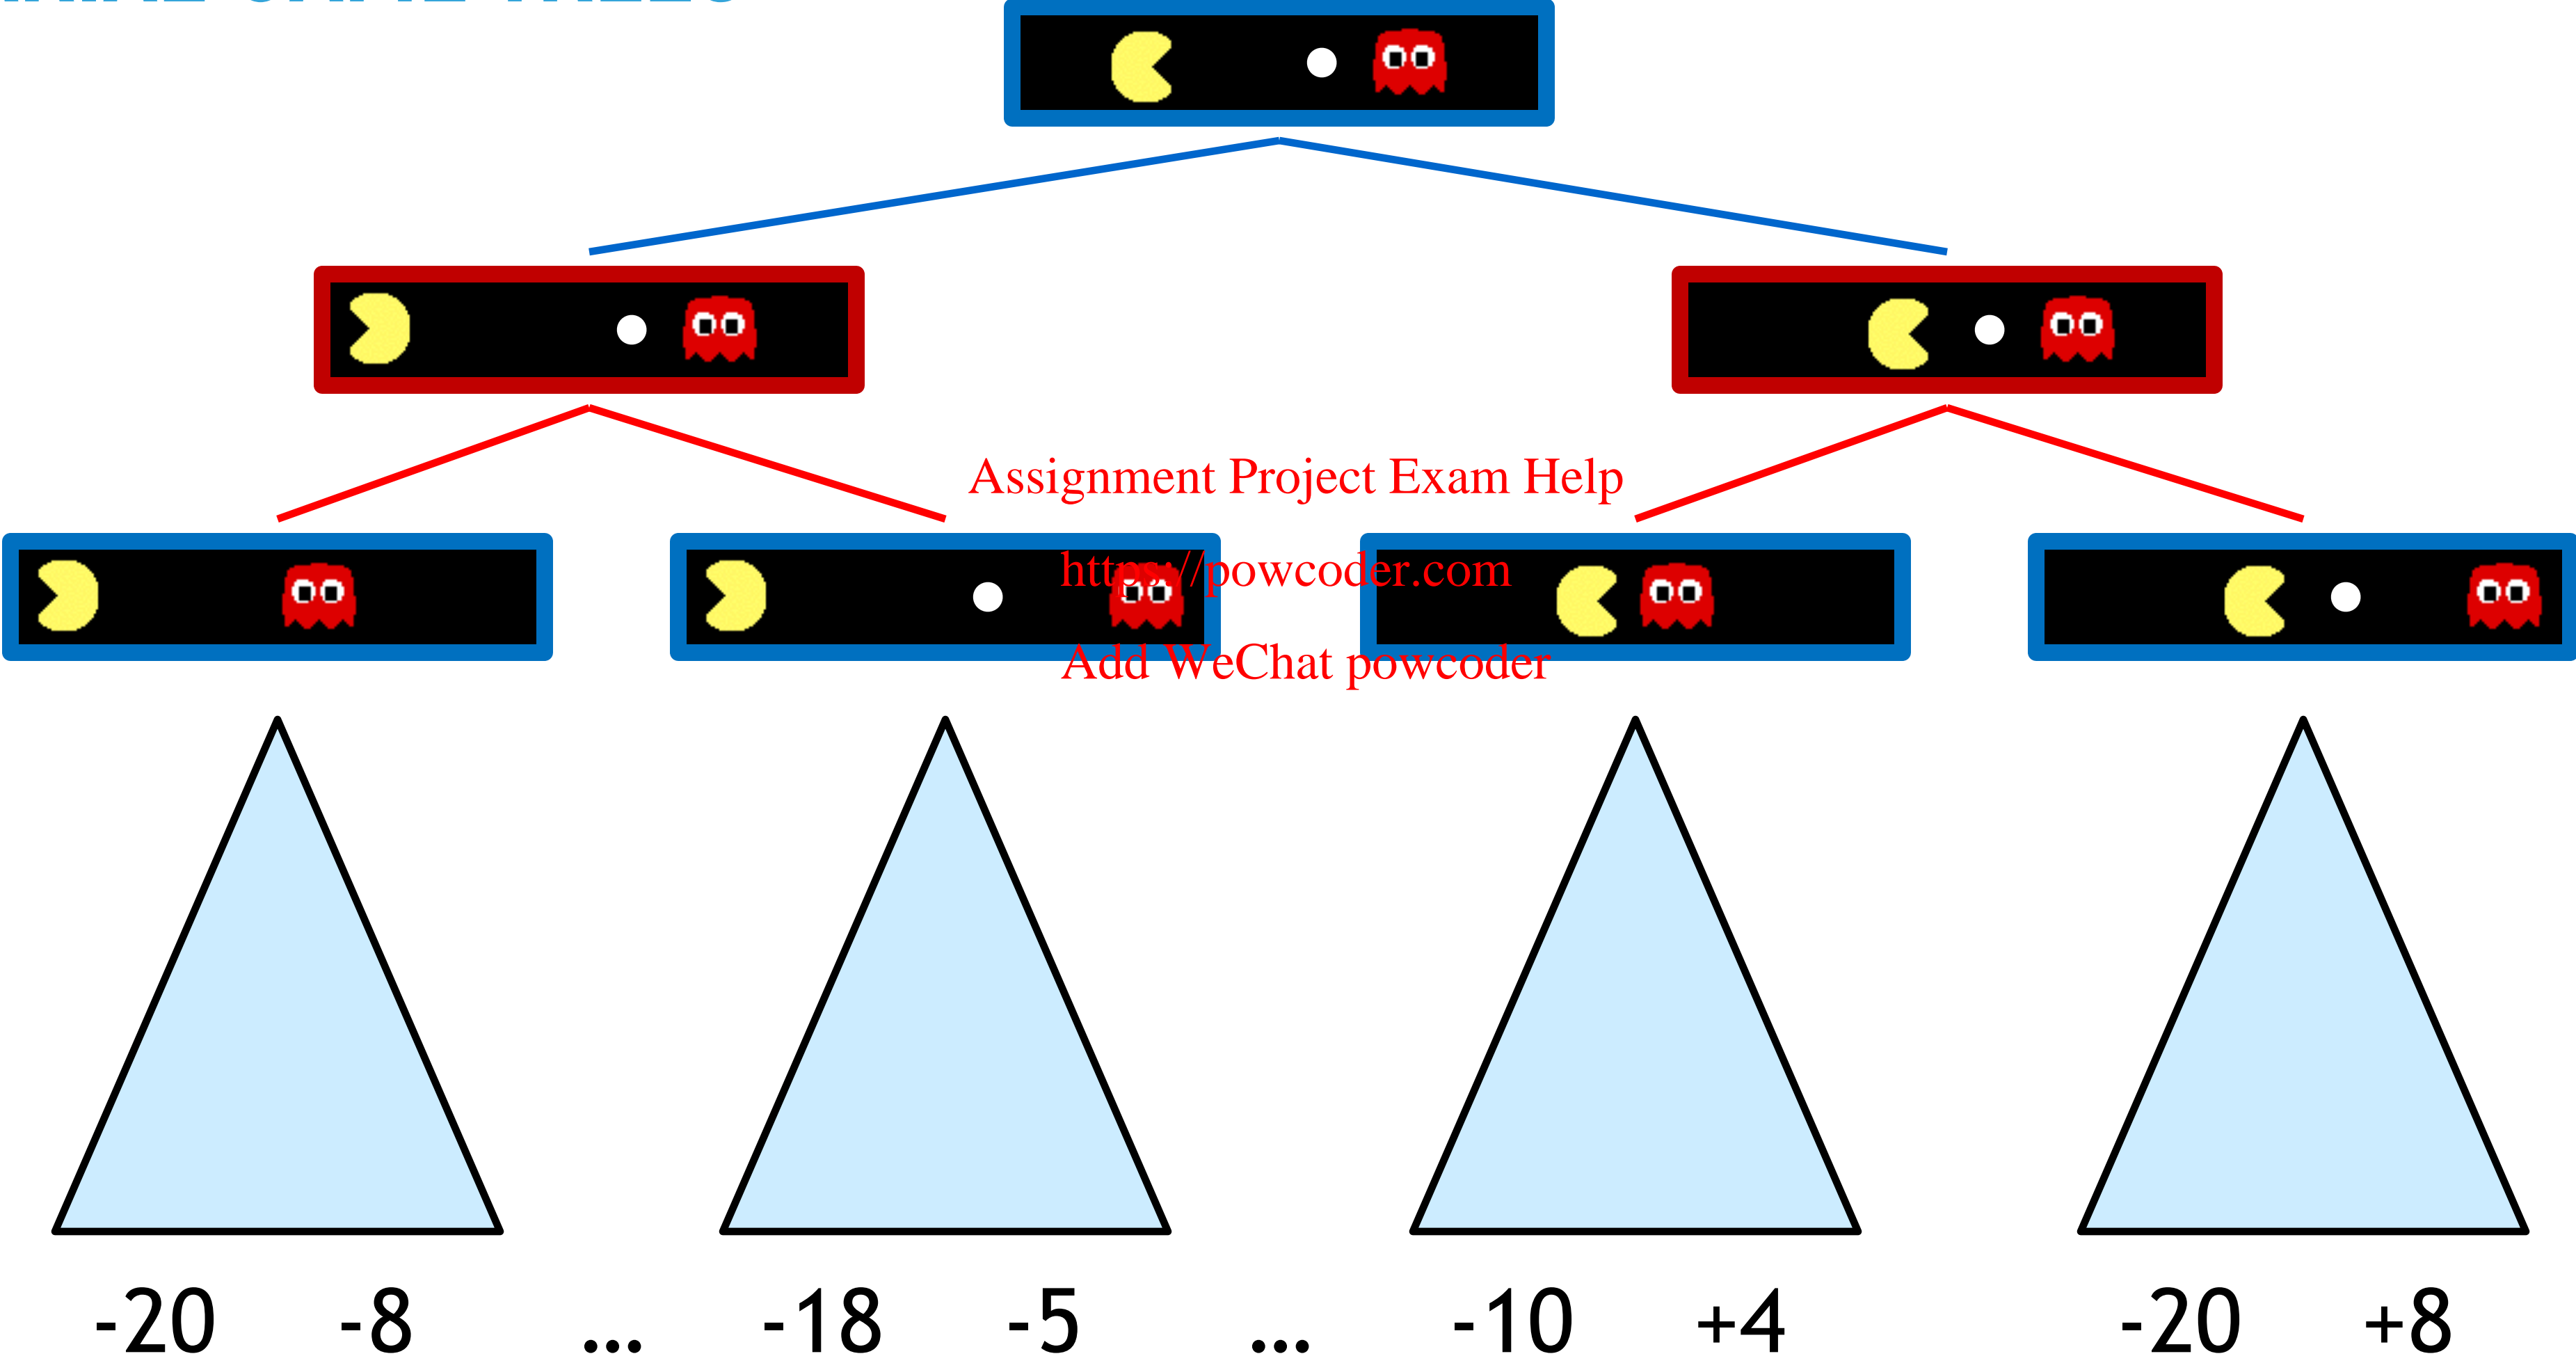 Assignment Project Exam Help
https://powcoder.com
Add WeChat powcoder
-20 -8 ... -18 -5 ... -10 +4 -20 +8